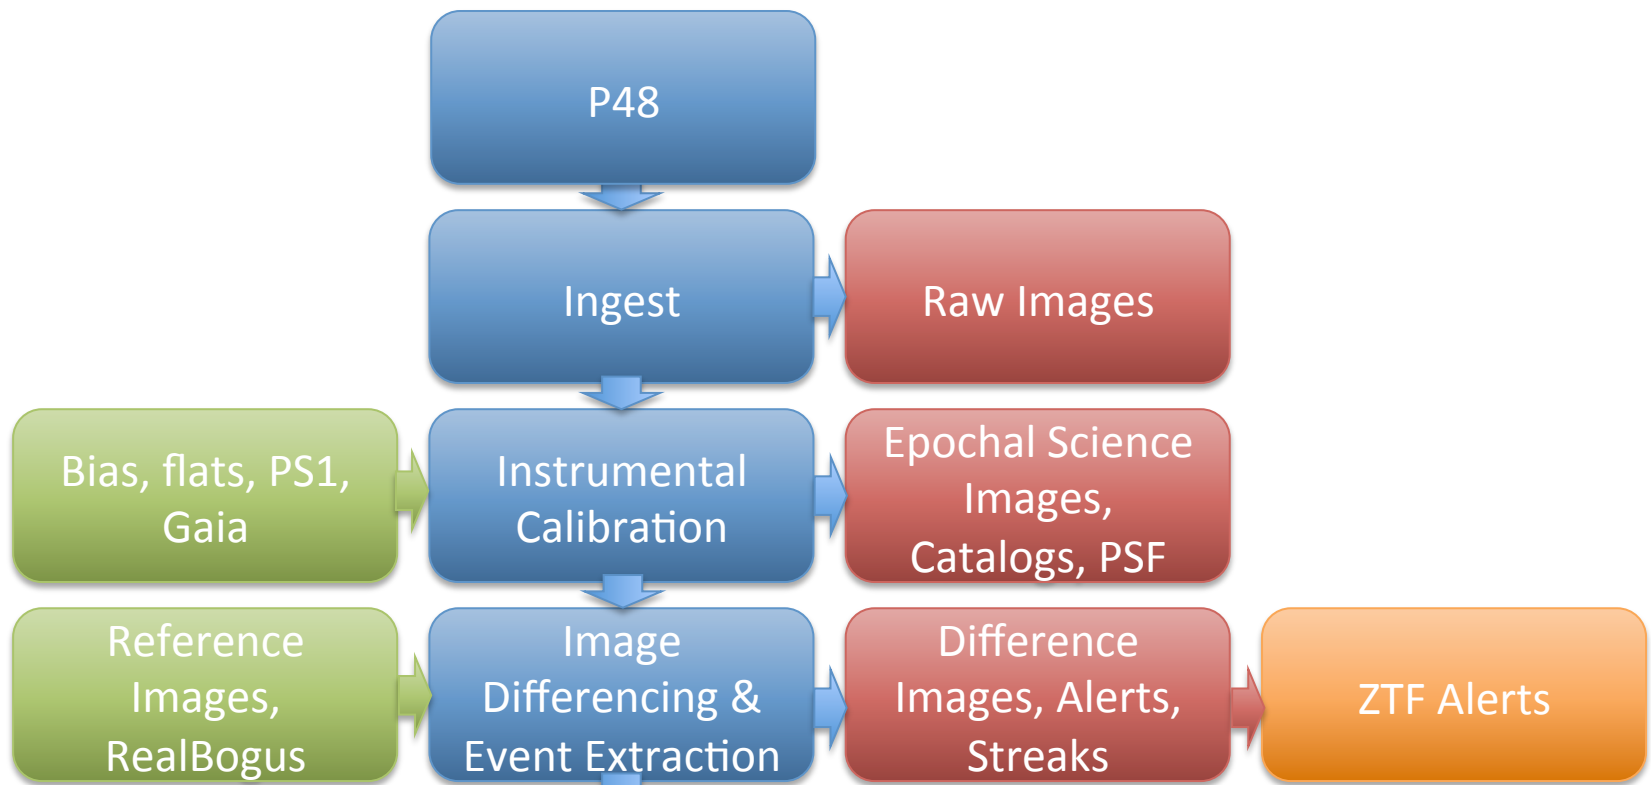 P48
Ingest
Raw Images
Bias, flats, PS1,
Gaia
Instrumental
Calibration
Epochal Science
Images,
Catalogs, PSF
Reference
Images,
RealBogus
Image
Differencing &
Event Extraction
Difference
Images, Alerts,
Streaks
ZTF Alerts